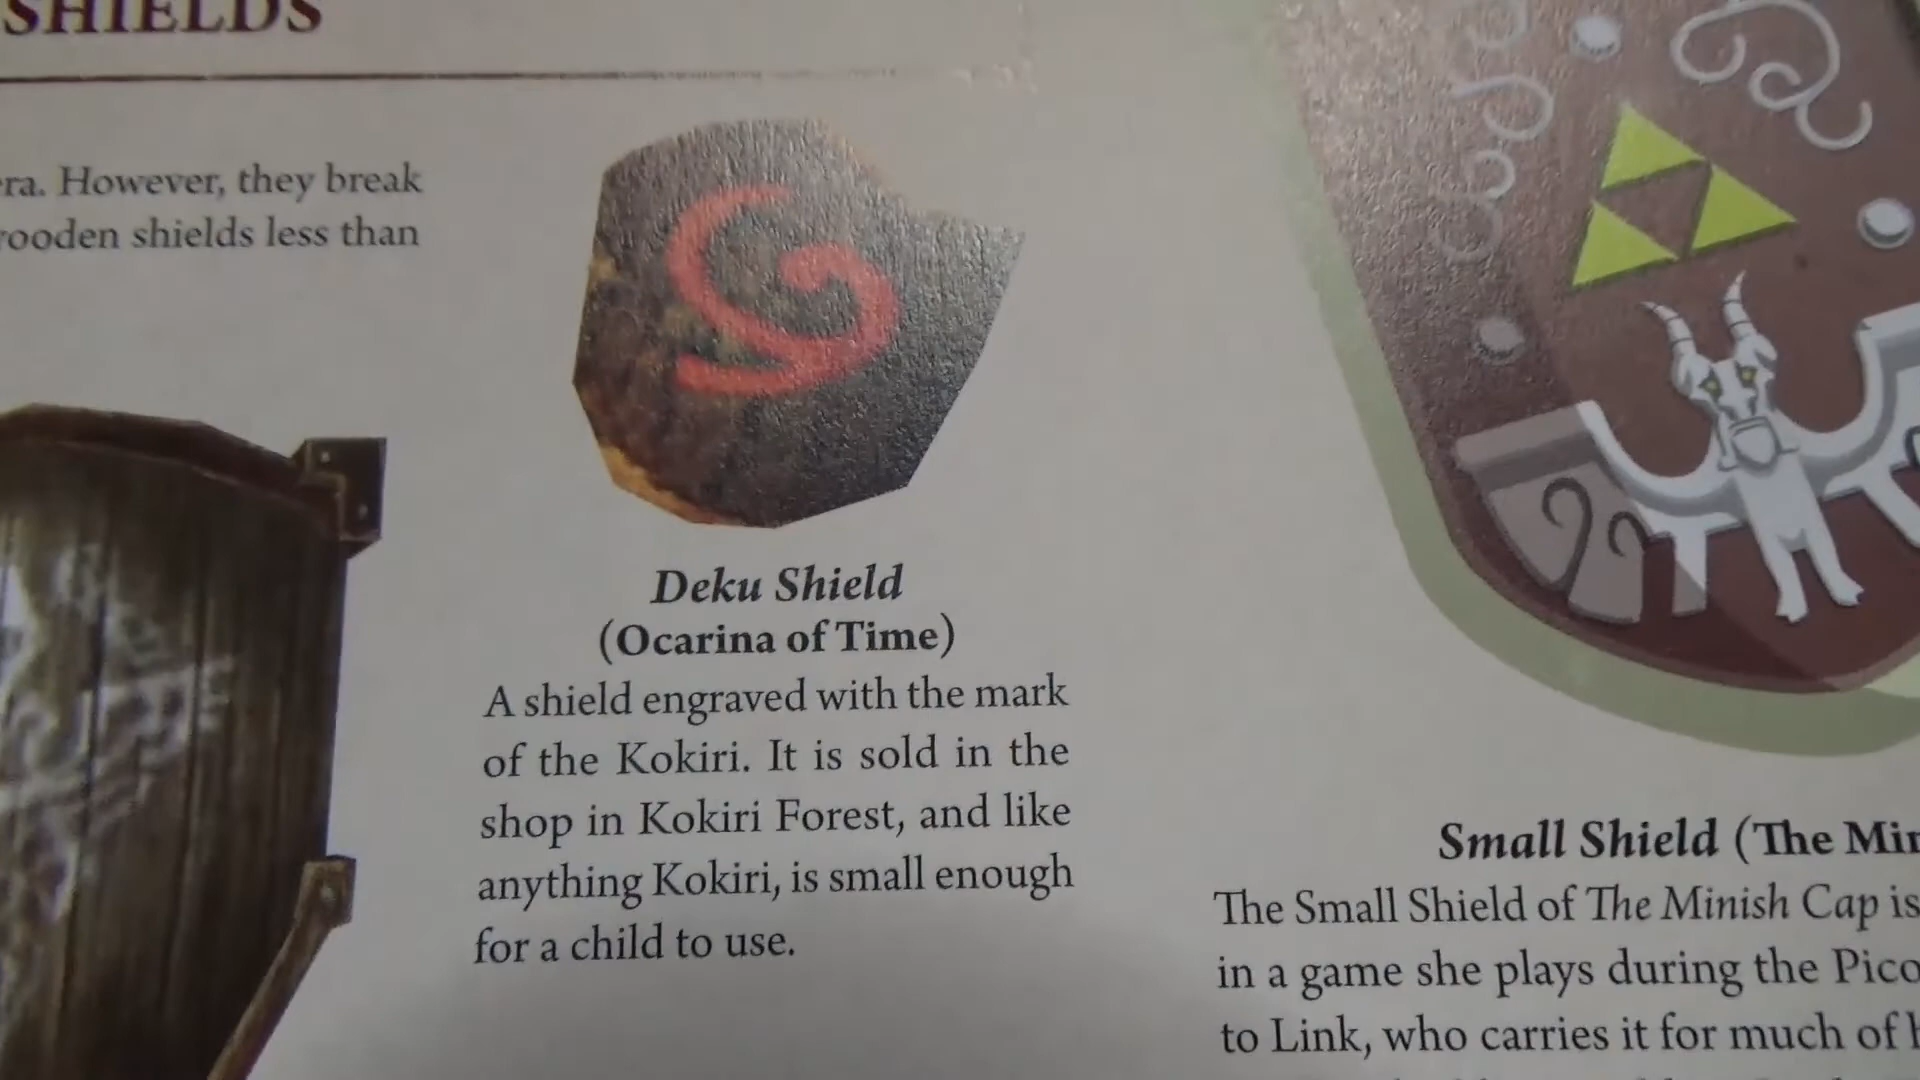 SHIELDS
However, they break
shields less than
Deku Shield
(Ocarina of Time)
A shield engraved with the mark
of the Kokiri. It is sold in the
shop in Kokiri Forest, and like
anything Kokiri, is small enough
for a child to use.
Small Shield (The
The Small Shield of The Minish Cap is
in a game she plays during the
to Link, who carries it for much of